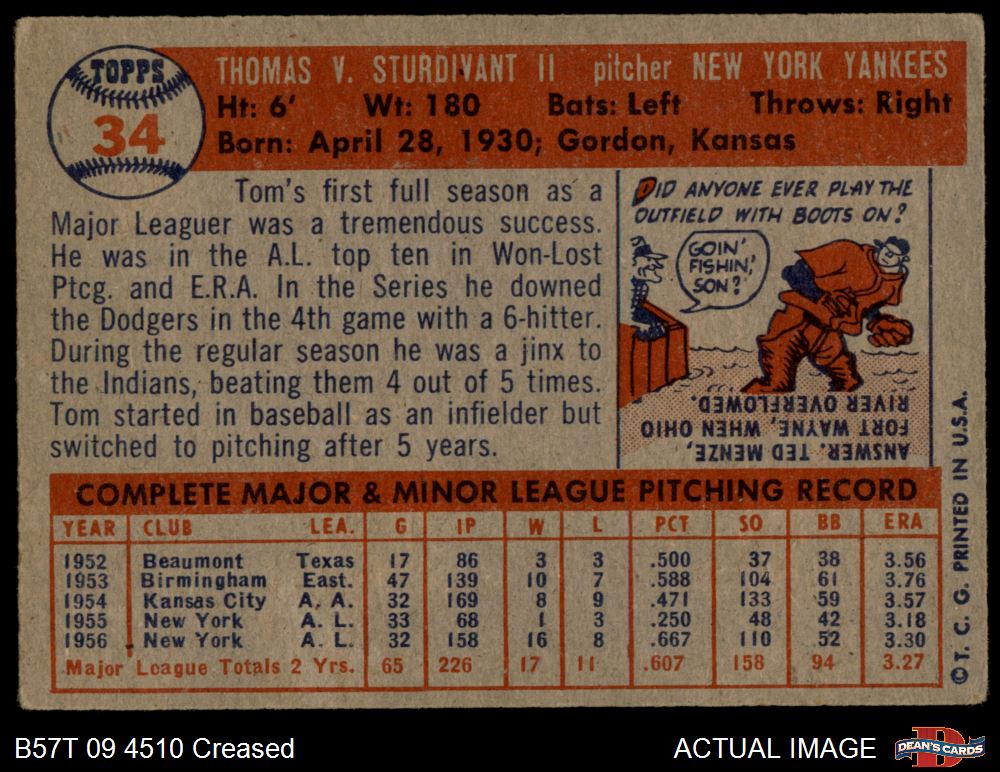 TOPPS
34
THOMAS V. STURDIVANT II pitcher NEW YORK YANKEES
Ht: 6' Wt: 180 Bats: Left Throws: Right
Born: April 28, 1930; Gordon, Kansas
Tom's first full season as a
Major Leaguer was a tremendous success.
He was in the A.L. top ten in Won-Lost
Ptcg. and E.R.A. In the Series he downed
the Dodgers in the 4th game with a 6-hitter.
During the regular season he was a jinx to
the Indians, beating them 4 out of 5 times.
Tom started in baseball as an infielder but
switched to pitching after 5 years.
DID ANYONE EVER PLAY THE
OUTFIELD WITH BOOTS ON?
GOIN'
FISHIN',
SON?
ANSWER. TED MENZE,
FORT WAYNE, WHEN OHIO
RIVER OVERFLOWED.
COMPLETE MAJOR & MINOR LEAGUE PITCHING RECORD
YEAR CLUB LEA. G IP W L PCT SO BB ERA
1952 Beaumont Texas 17 86 3 3 .500 37 38 3.56
1953 Birmingham East. 47 139 10 7 .588 104 61 3.76
1954 Kansas City A. A. 32 169 8 9 .471 133 59 3.57
1955 New York A. L. 33 68 1 3 .250 48 42 3.18
1956 New York A. L. 32 158 16 8 .667 110 52 3.30
Major League Totals 2 Yrs. 65 226 17 11 .607 158 94 3.27
© T. C. G. PRINTED IN U.S.A.
B57T 09 4510 Creased
ACTUAL IMAGE
DEAN'S CARDS